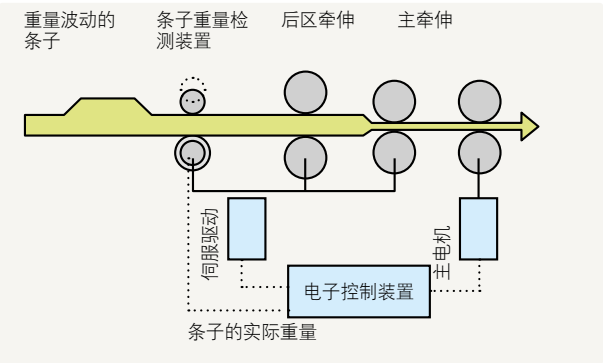 重量波动的
条子
条子重量检
测装置
后区牵伸
主牵伸
伺服驱动
主电机
电子控制装置
条子的实际重量